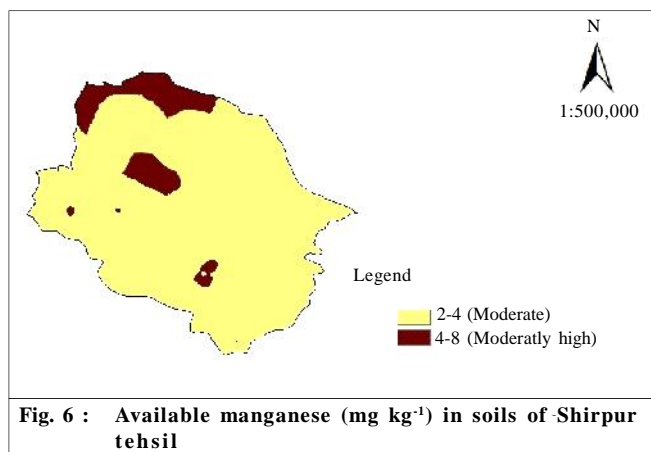 N
1:500,000
Legend
2-4 (Moderate)
4-8 (Moderatly high)
Fig. 6 : Available manganese (mg kg⁻¹) in soils of Shirpur
tehsil